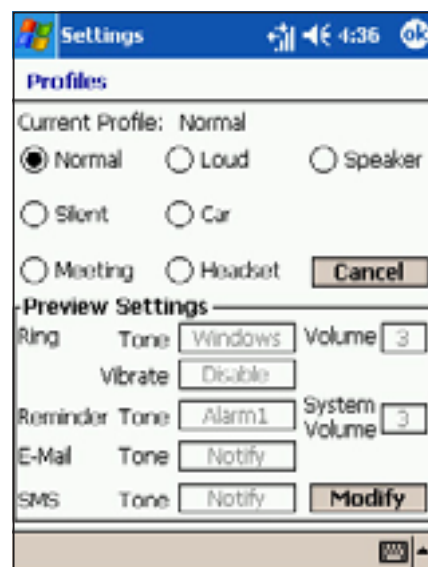 Settings 4:36 ok
Profiles
Current Profile: Normal
Normal Loud Speaker
Silent Car
Meeting Headset Cancel
Preview Settings
Ring Tone Windows Volume 3
Vibrate Disable
Reminder Tone Alarm1 System Volume 3
E-Mail Tone Notify
SMS Tone Notify Modify